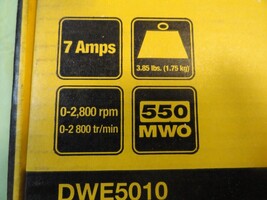 7 Amps
3.85 lbs. (1.75 kg)
0-2,800 rpm
0-2 800 tr/min
550
MWO
DWE5010